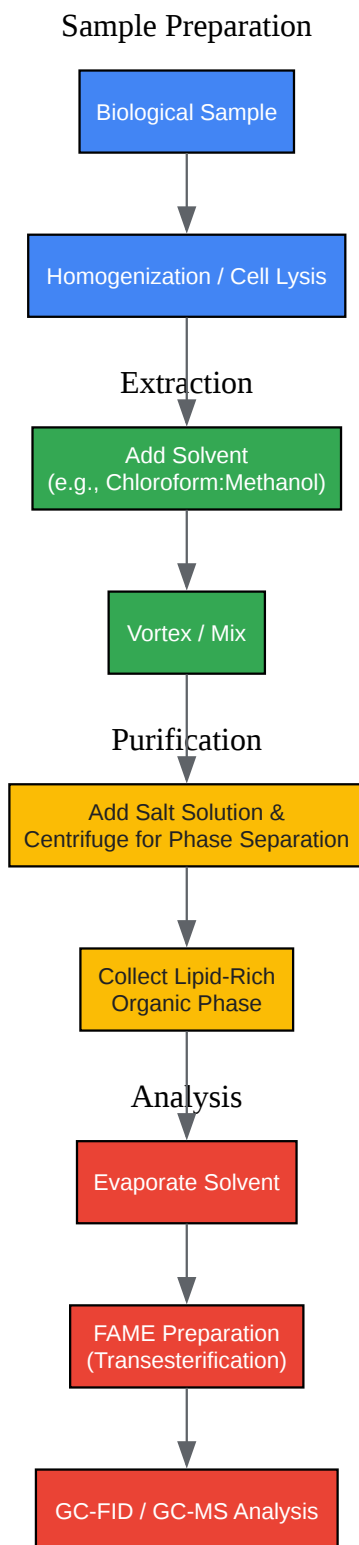 Sample Preparation
Biological Sample
Homogenization / Cell Lysis
Extraction
Add Solvent
(e.g., Chloroform:Methanol)
Vortex / Mix
Purification
Add Salt Solution &
Centrifuge for Phase Separation
Collect Lipid-Rich
Organic Phase
Analysis
Evaporate Solvent
FAME Preparation
(Transesterification)
GC-FID / GC-MS Analysis